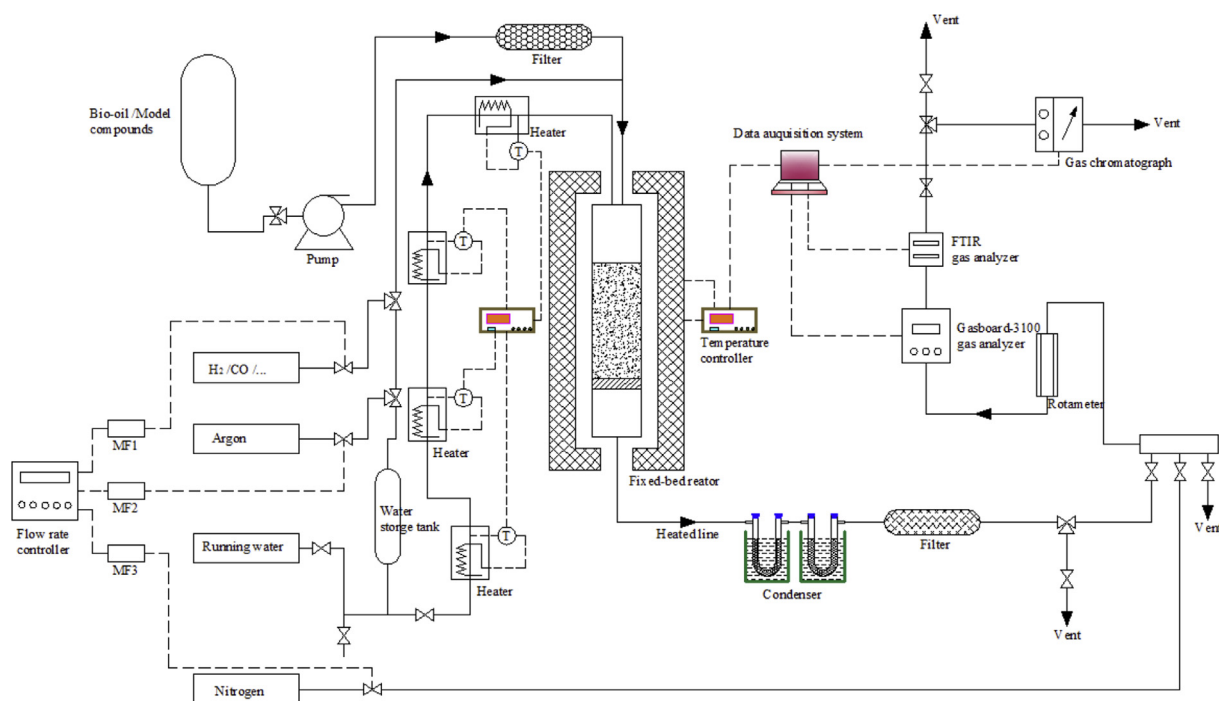 Vent
Filter
Bio-oil /Model
compounds
Heater
T
Data auquisition system
Vent
Gas chromatograph
Pump
T
FTIR
gas analyzer
Gasboard-3100
gas analyzer
Temperature
controller
H2 /CO /...
MF1
T
Rotameter
Argon
Heater
MF2
Fixed-bed reator
Flow rate
controller
Water
storge tank
Vent
Running water
MF3
T
Heated line
Filter
Heater
Condenser
Vent
Nitrogen